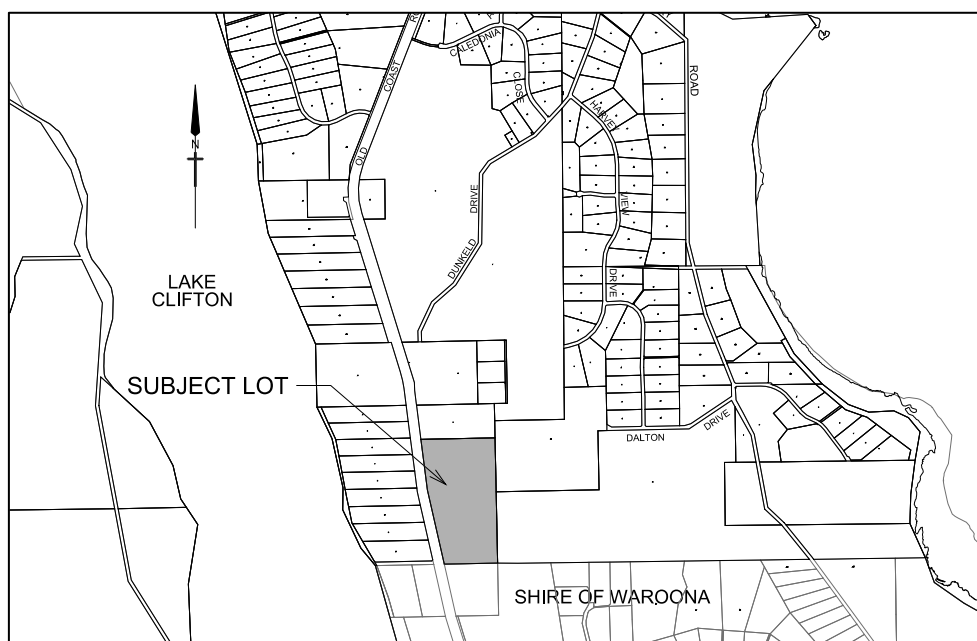 CALEDONIA
CLOSE
COAST
OLD
ROAD
HARVEY
VIEW
DRIVE
DUNKELD
DRIVE
N
LAKE
CLIFTON
SUBJECT LOT
DALTON
DRIVE
SHIRE OF WAROONA